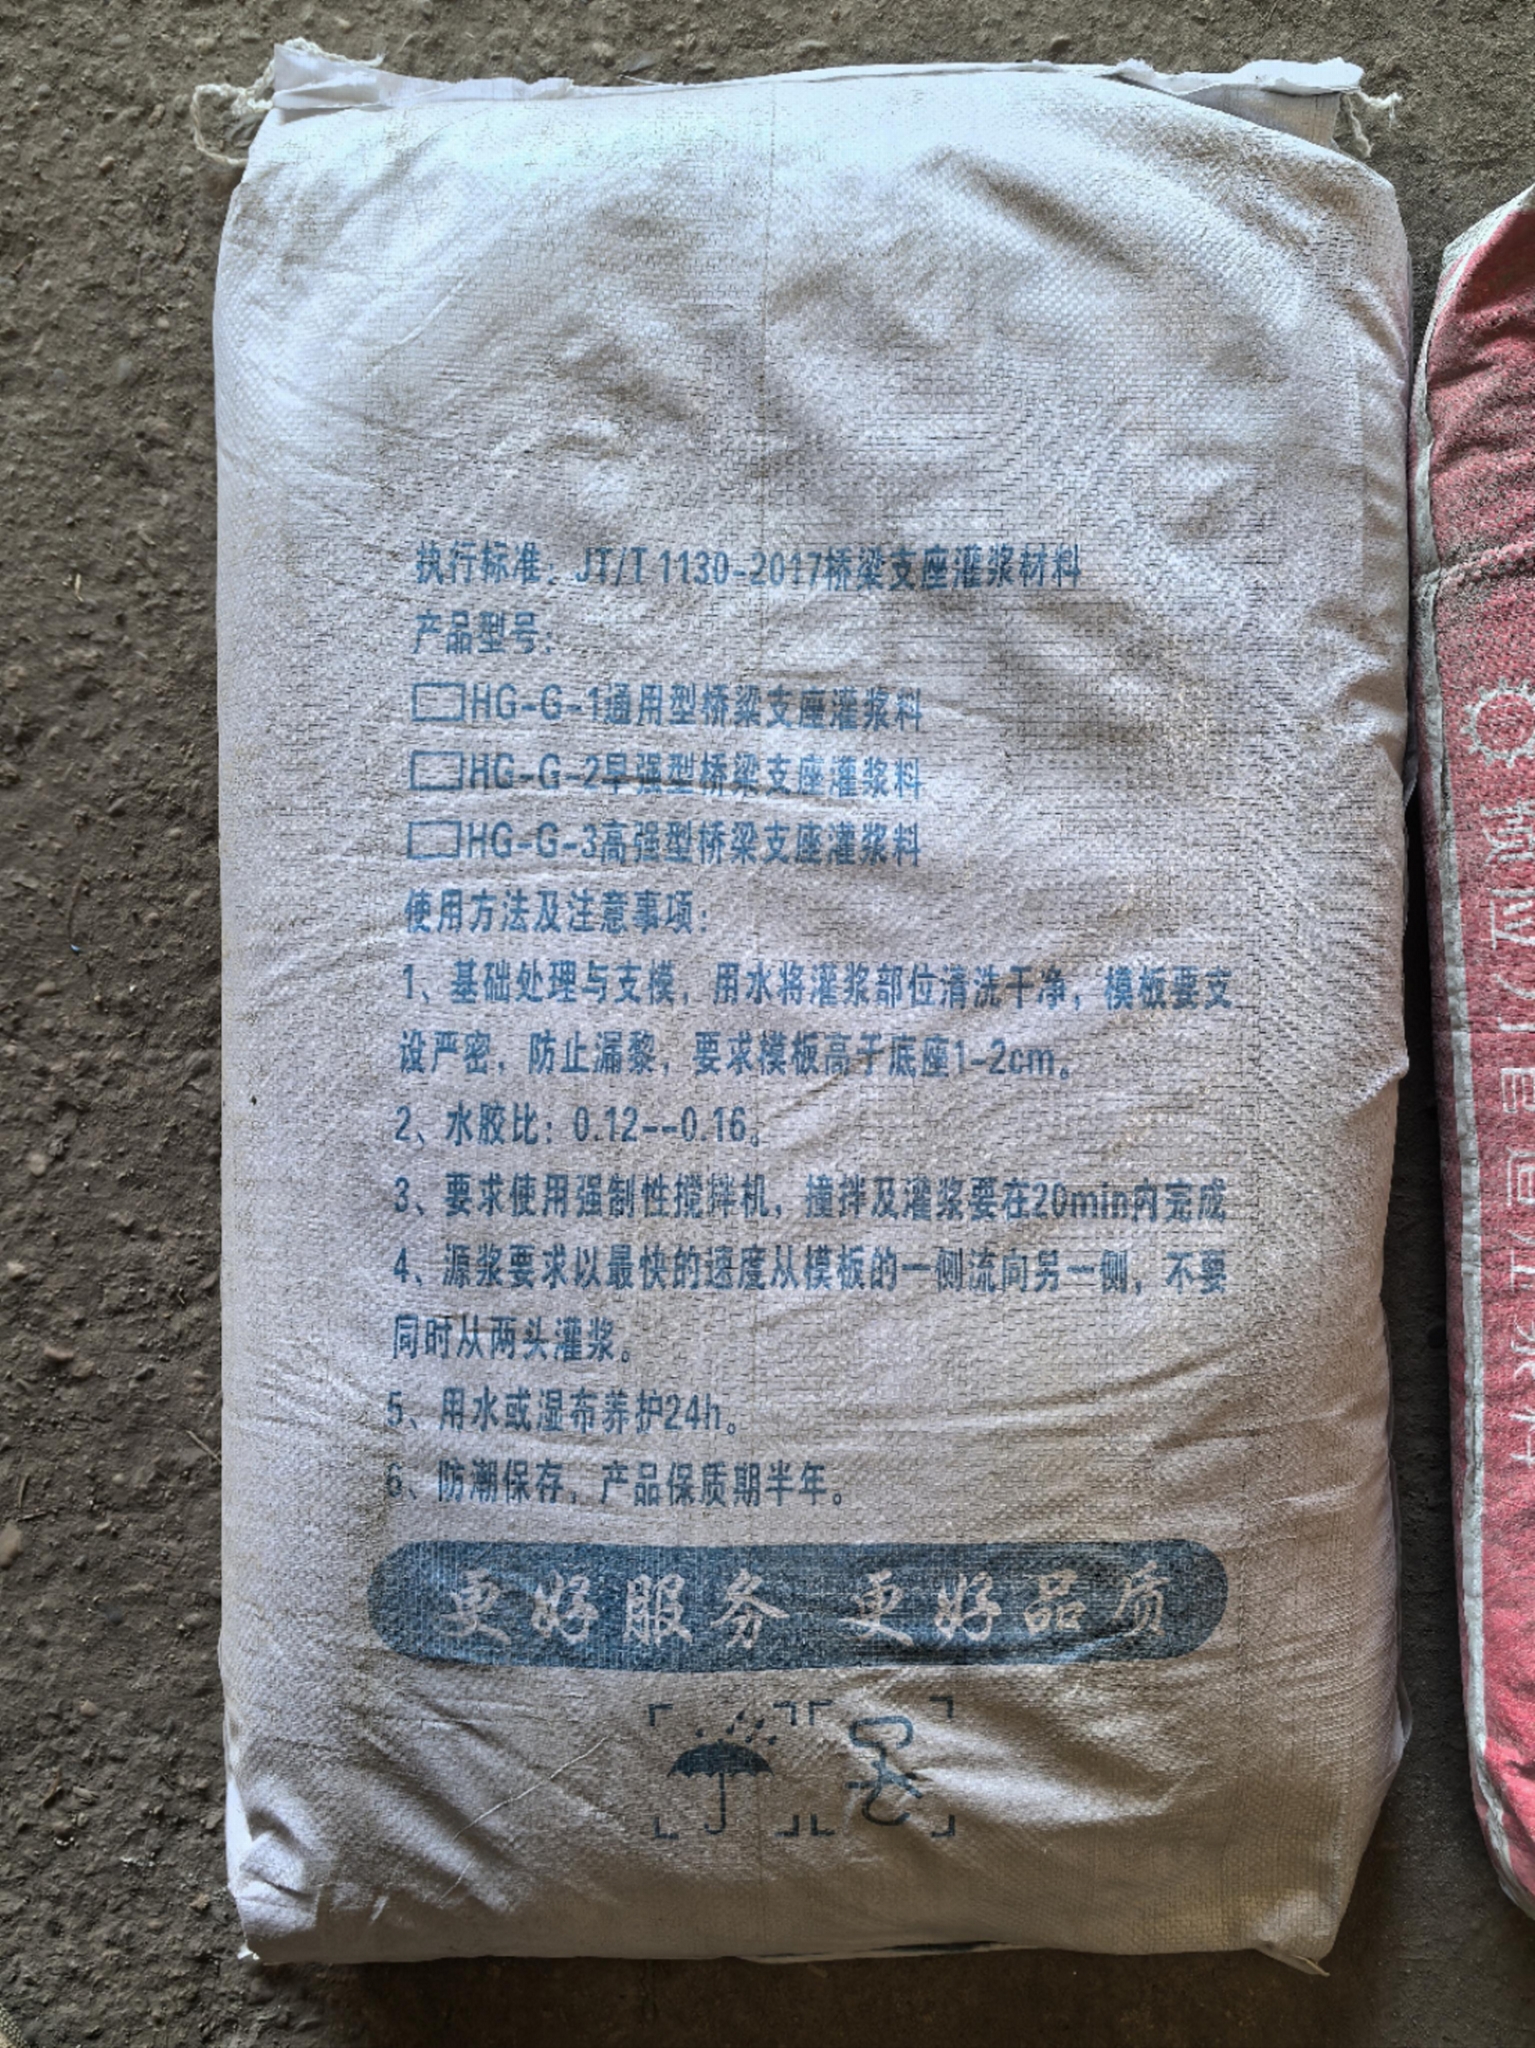 执行标准：JT/T 1130-2017桥梁支座灌浆材料
产品型号：
HG-G-1通用型桥梁支座灌浆料
HG-G-2早强型桥梁支座灌浆料
HG-G-3高强型桥梁支座灌浆料
使用方法及注意事项：
1、基础处理与支模，用水将灌浆部位清洗干净，模板要支
设严密，防止漏黎，要求模板高于底座1-2cm。
2、水胶比：0.12--0.16。
3、要求使用强制性搅拌机，撞拌及灌浆要在20min内完成
4、源浆要求以最快的速度从模板的一侧流向另一侧，不要
同时从两头灌浆。
5、用水或湿布养护24h。
6、防潮保存，产品保质期半年。
更好服务 更好品质
预应力管道压浆料